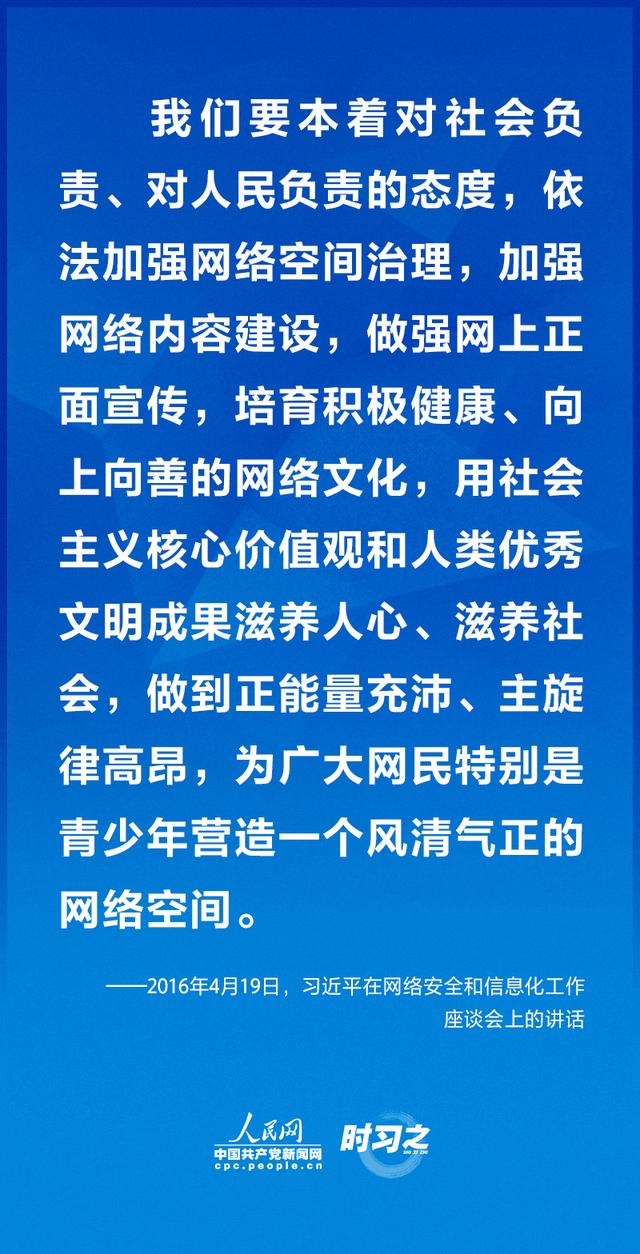 我们要本着对社会负
责、对人民负责的态度，依
法加强网络空间治理，加强
网络内容建设，做强网上正
面宣传，培育积极健康、向
上向善的网络文化，用社会
主义核心价值观和人类优秀
文明成果滋养人心、滋养社
会，做到正能量充沛、主旋
律高昂，为广大网民特别是
青少年营造一个风清气正的
网络空间。
——2016年4月19日，习近平在网络安全和信息化工作
座谈会上的讲话
人民网
中国共产党新闻网
cpc.people.cn
时习之
SHI XI ZHI